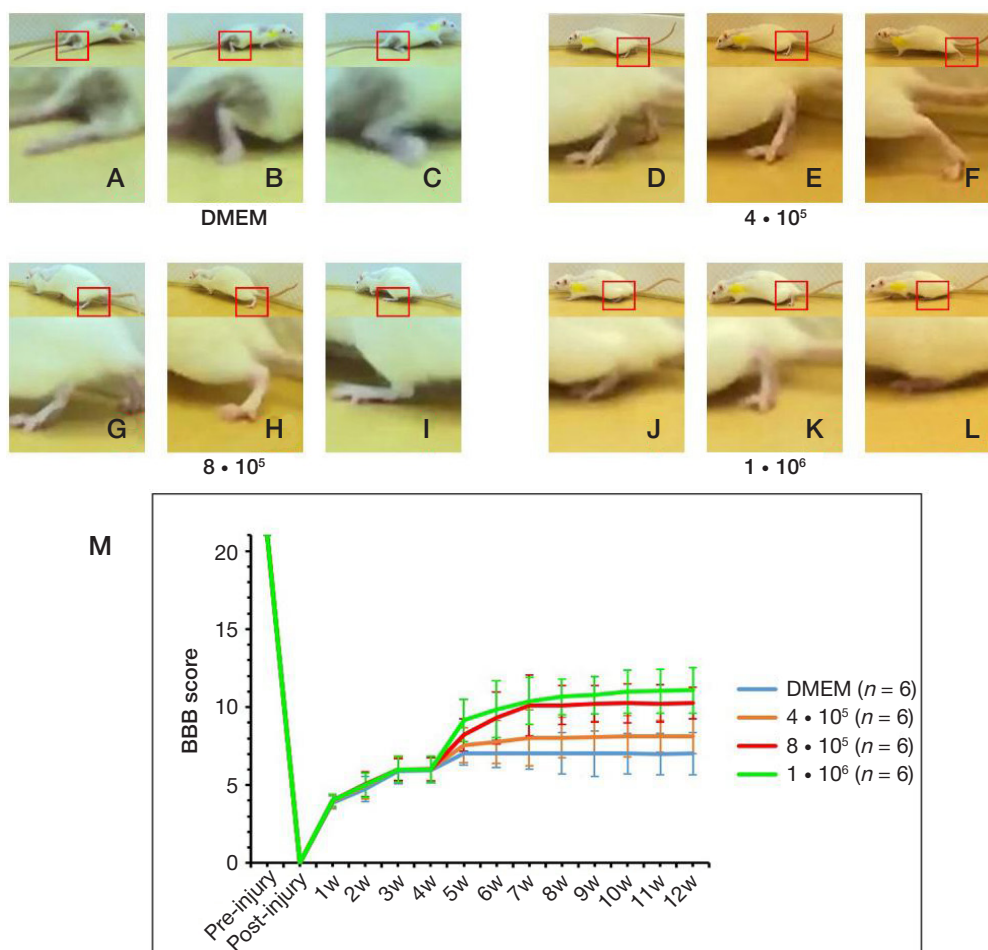 A B C D E F
DMEM 4 • 10⁵
G H I J K L
8 • 10⁵ 1 • 10⁶
M
20
15
10
5
0
BBB score
Pre-injury Post-injury 1w 2w 3w 4w 5w 6w 7w 8w 9w 10w 11w 12w
DMEM (n = 6)
4 • 10⁵ (n = 6)
8 • 10⁵ (n = 6)
1 • 10⁶ (n = 6)